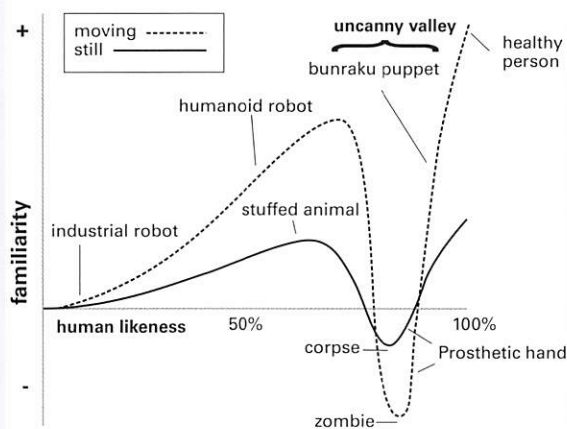 +
moving
still
uncanny valley
bunraku puppet
healthy
person
humanoid robot
stuffed animal
industrial robot
familiarity
human likeness
50%
100%
corpse
Prosthetic hand
-
zombie